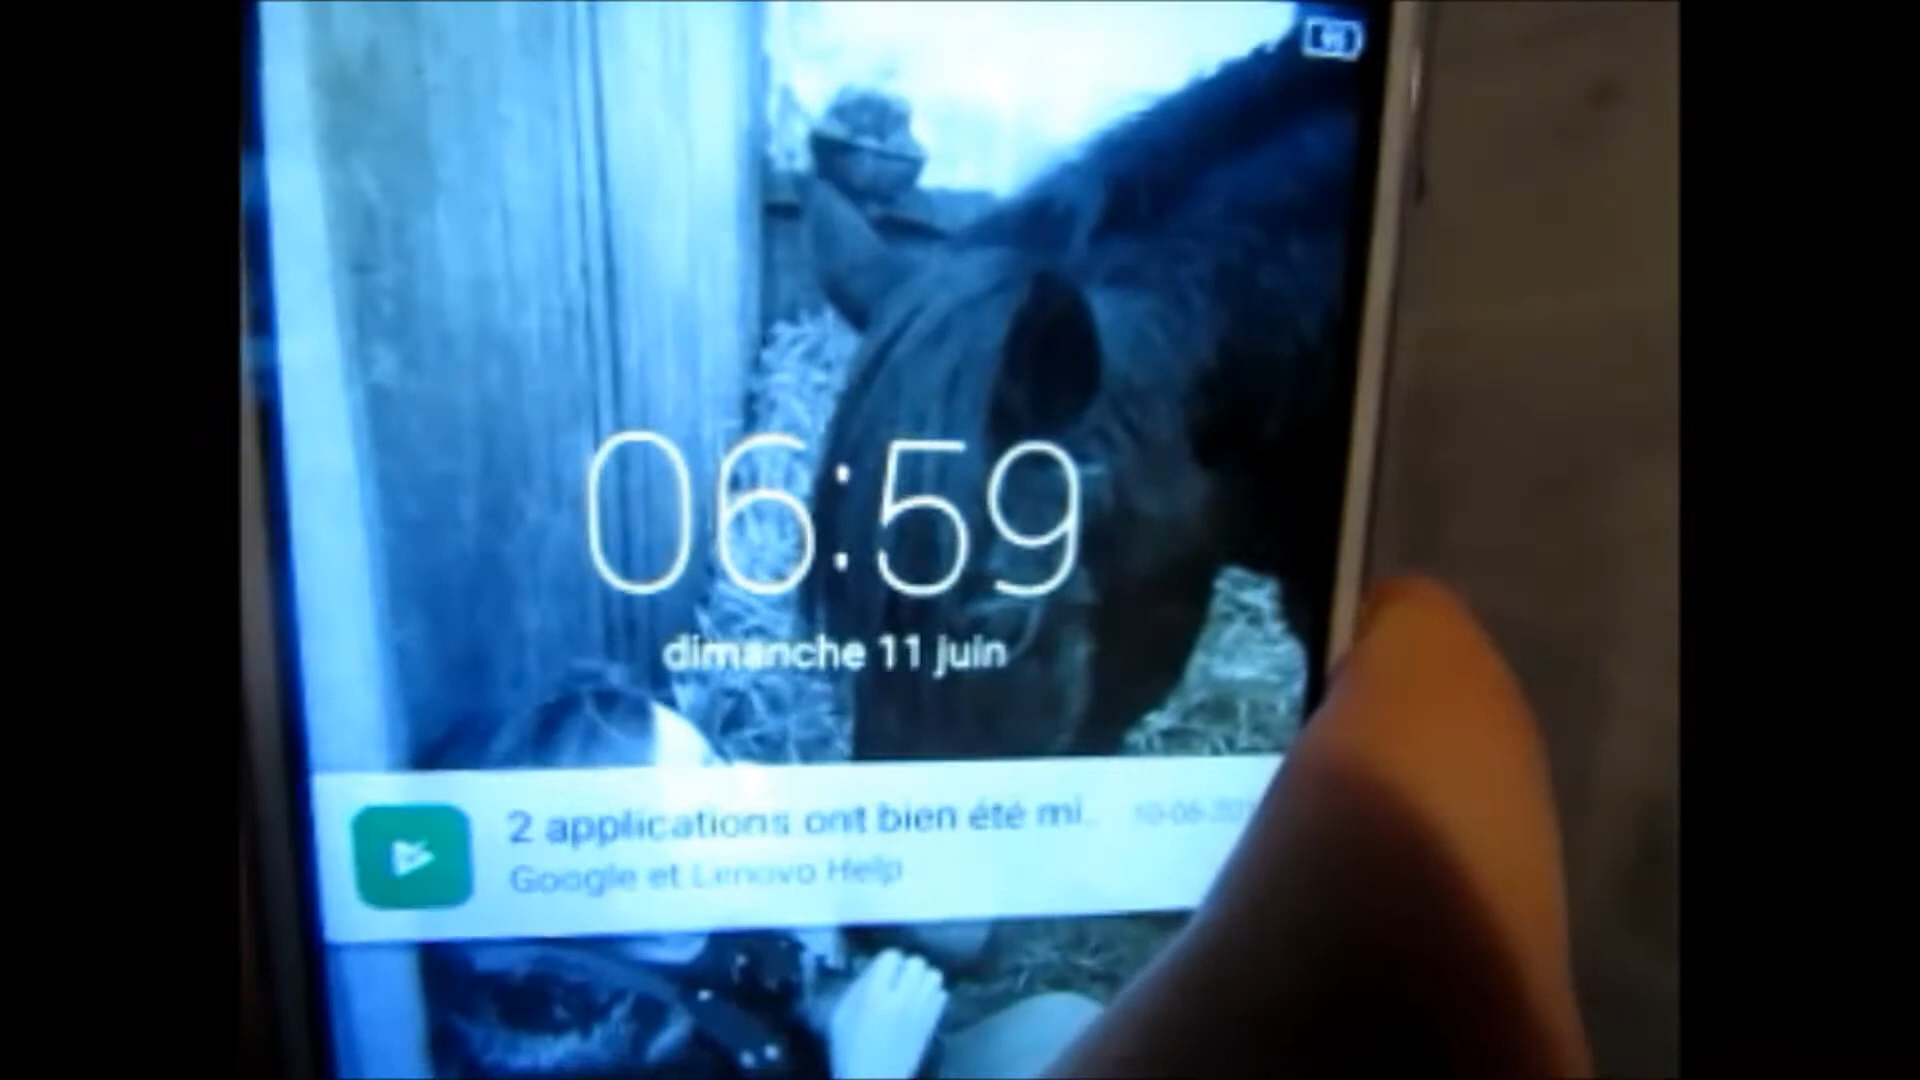 06:59
dimanche 11 juin
2 applications ont bien été mi..
Google et Lenovo Help